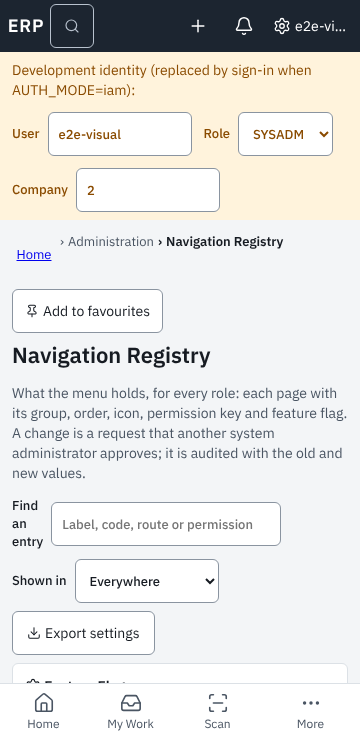 ERP
e2e-vi...
Development identity (replaced by sign-in when
AUTH_MODE=iam):
User e2e-visual Role SYSADM
Company 2
Home › Administration › Navigation Registry
Add to favourites
Navigation Registry
What the menu holds, for every role: each page with
its group, order, icon, permission key and feature flag.
A change is a request that another system
administrator approves; it is audited with the old and
new values.
Find
an
entry
Label, code, route or permission
Shown in Everywhere
Export settings
Home My Work Scan More